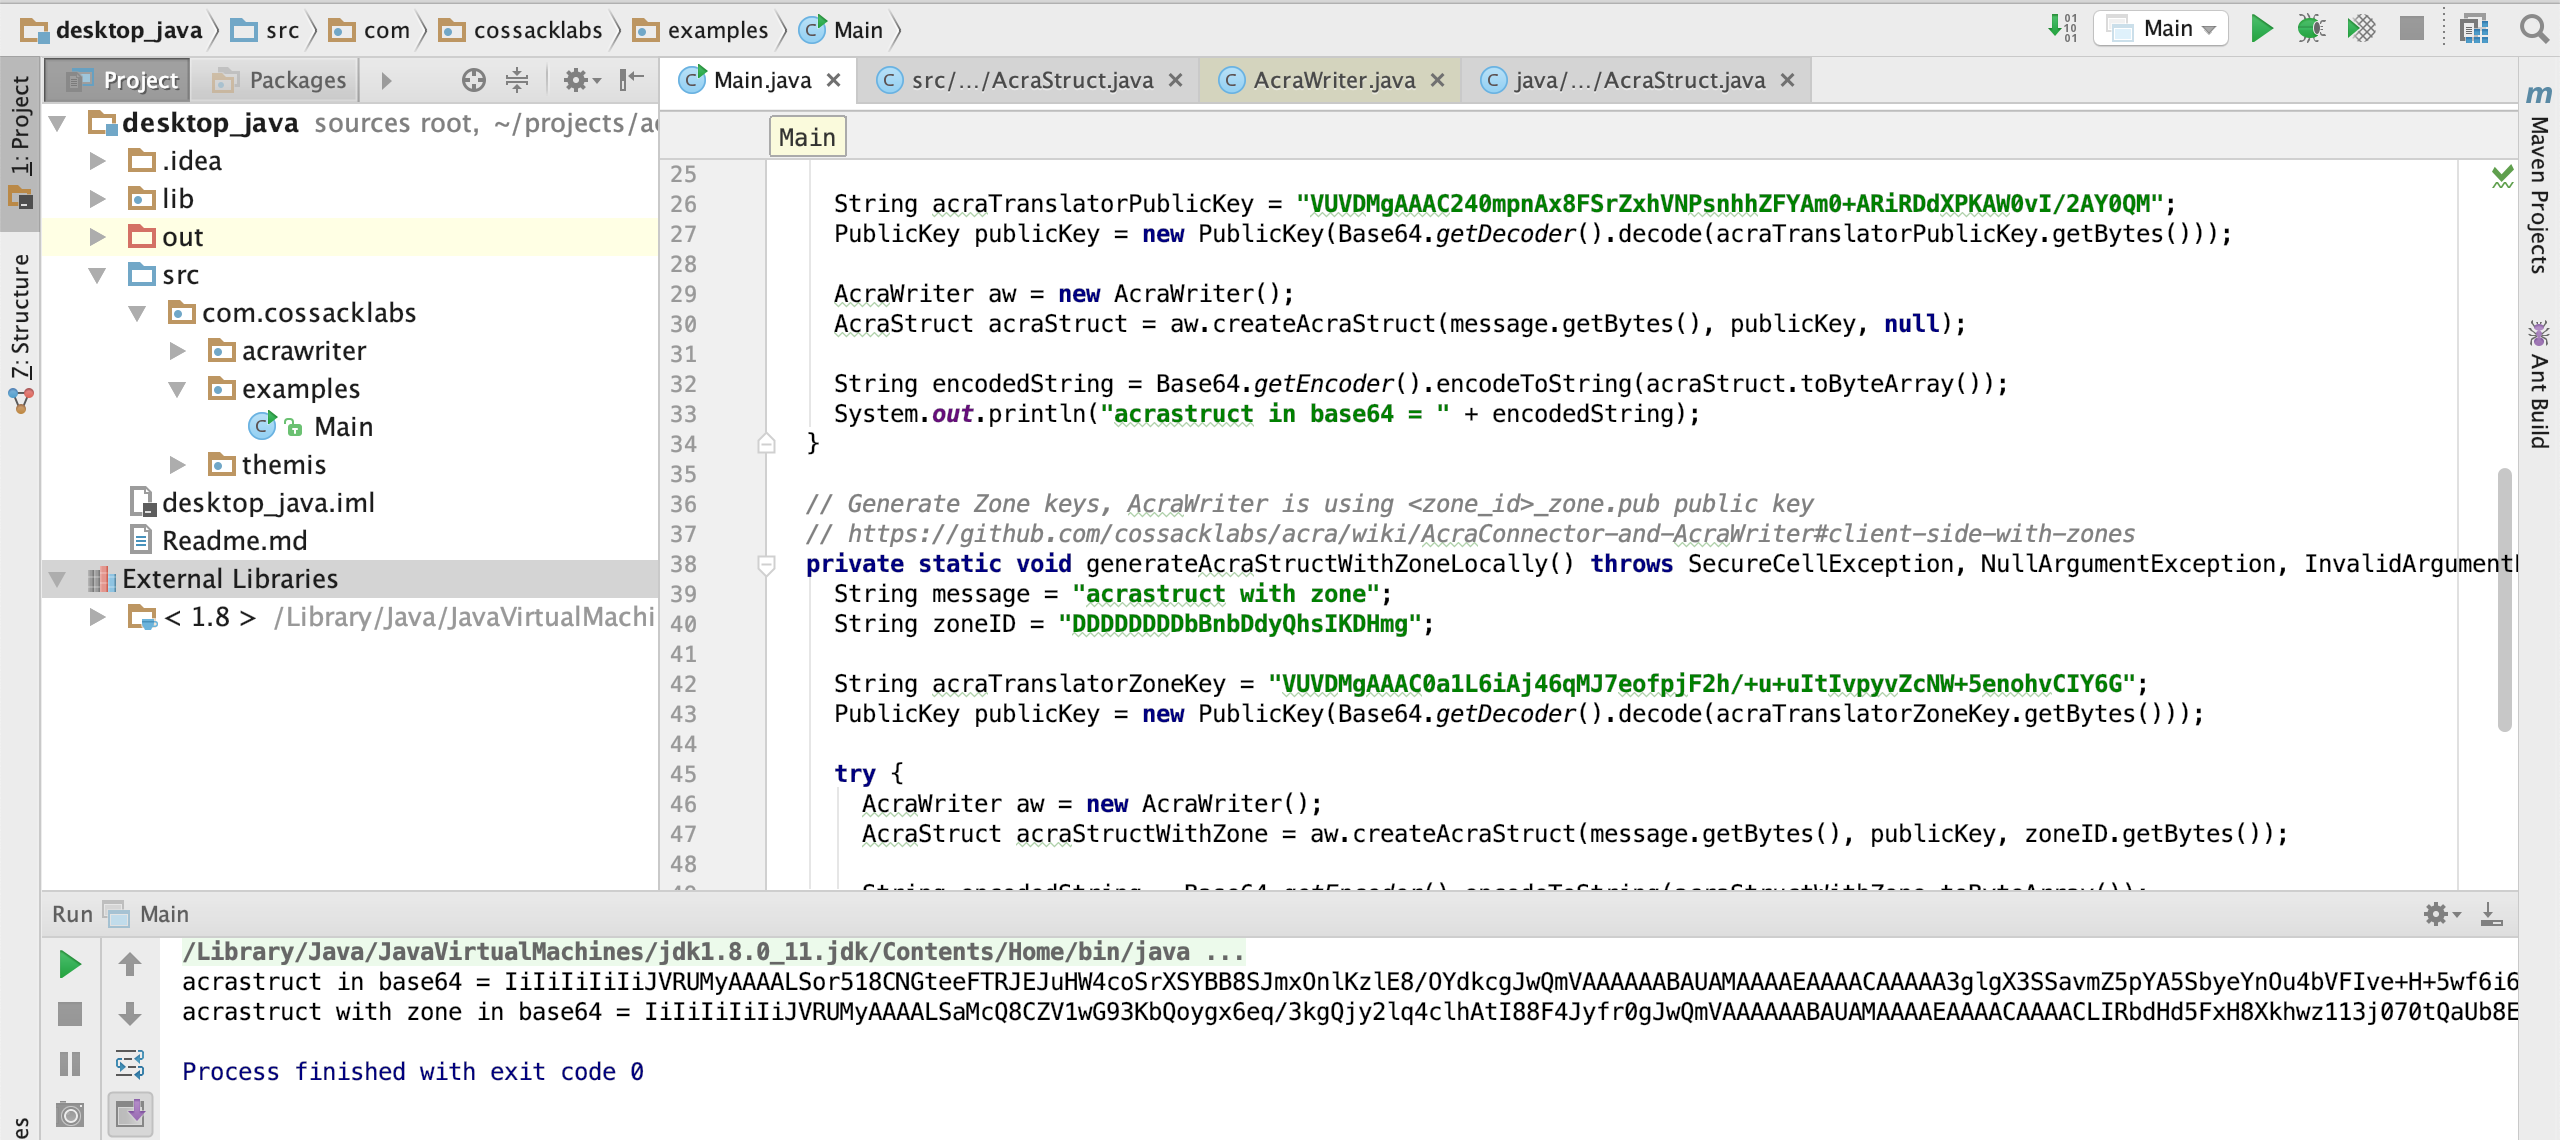 desktop_java src com cossacklabs examples Main
Main
Project Packages
Main.java src/.../AcraStruct.java AcraWriter.java java/.../AcraStruct.java
1: Project
Z: Structure
desktop_java sources root, ~/projects/a
.idea
lib
out
src
com.cossacklabs
acrawriter
examples
Main
themis
desktop_java.iml
Readme.md
External Libraries
< 1.8 > /Library/Java/JavaVirtualMachi
Main
25
26 String acraTranslatorPublicKey = "VUVDMgAAAC240mpnAx8FSrZxhVNPsnhhZFYAm0+ARiRDdXPKAW0vI/2AY0QM";
27 PublicKey publicKey = new PublicKey(Base64.getDecoder().decode(acraTranslatorPublicKey.getBytes()));
28
29 AcraWriter aw = new AcraWriter();
30 AcraStruct acraStruct = aw.createAcraStruct(message.getBytes(), publicKey, null);
31
32 String encodedString = Base64.getEncoder().encodeToString(acraStruct.toByteArray());
33 System.out.println("acrastruct in base64 = " + encodedString);
34 }
35
36 // Generate Zone keys, AcraWriter is using <zone_id>_zone.pub public key
37 // https://github.com/cossacklabs/acra/wiki/AcraConnector-and-AcraWriter#client-side-with-zones
38 private static void generateAcraStructWithZoneLocally() throws SecureCellException, NullArgumentException, InvalidArgument
39 String message = "acrastruct with zone";
40 String zoneID = "DDDDDDDDbBnbDdyQhsIKDHmg";
41
42 String acraTranslatorZoneKey = "VUVDMgAAAC0a1L6iAj46qMJ7eofpjF2h/+u+uItIvpyvZcNW+5enohvCIY6G";
43 PublicKey publicKey = new PublicKey(Base64.getDecoder().decode(acraTranslatorZoneKey.getBytes()));
44
45 try {
46 AcraWriter aw = new AcraWriter();
47 AcraStruct acraStructWithZone = aw.createAcraStruct(message.getBytes(), publicKey, zoneID.getBytes());
48
Maven Projects
Ant Build
Run Main
/Library/Java/JavaVirtualMachines/jdk1.8.0_11.jdk/Contents/Home/bin/java ...
acrastruct in base64 = IiIiIiIiIiJVRUMyAAAALSor518CNGteeFTRJEJuHW4coSrXSYBB8SJmxOnlKzlE8/OYdkcgJwQmVAAAAAABAUAMAAAAEAAAACAAAAA3glgX3SSavmZ5pYA5SbyeYnOu4bVFIve+H+5wf6i6
acrastruct with zone in base64 = IiIiIiIiIiJVRUMyAAAALSaMcQ8CZV1wG93KbQoygx6eq/3kgQjy2lq4clhAtI88F4Jyfr0gJwQmVAAAAAABAUAMAAAAEAAAACAAAACLIRbdHd5FxH8Xkhwz113j070tQaUb8E
Process finished with exit code 0
es